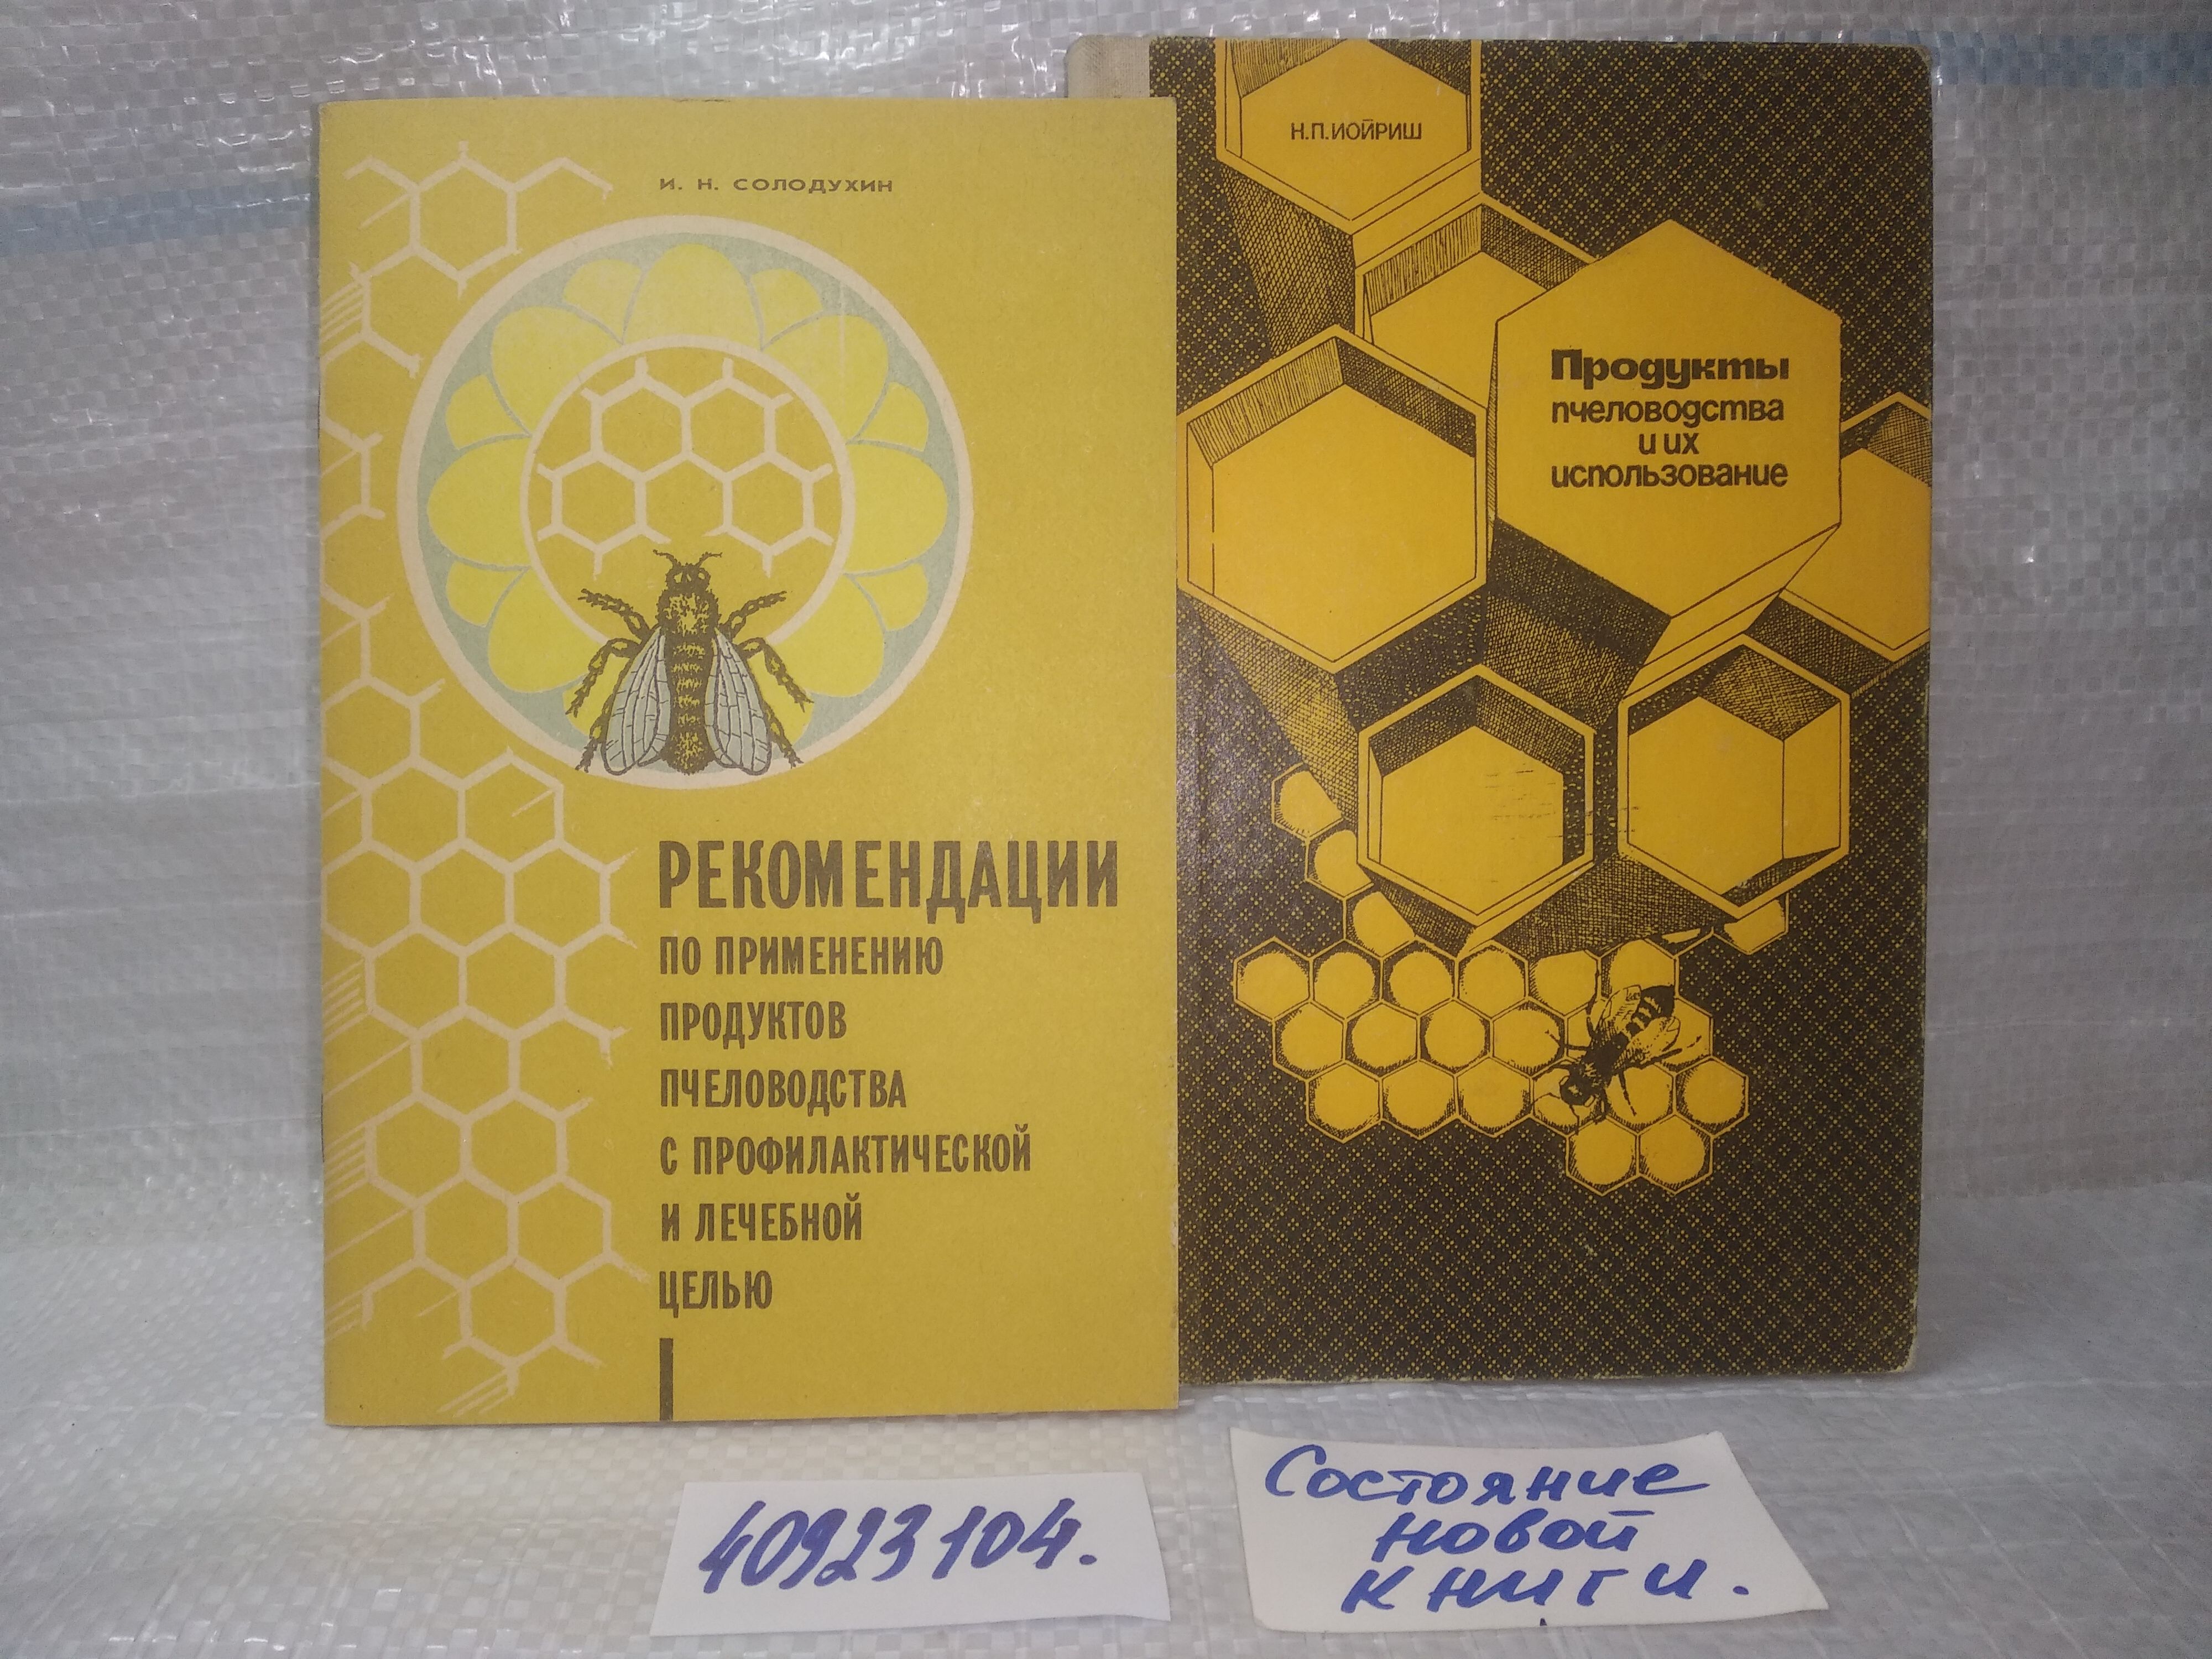 И. Н. СОЛОДУХИН
РЕКОМЕНДАЦИИ
ПО ПРИМЕНЕНИЮ
ПРОДУКТОВ
ПЧЕЛОВОДСТВА
С ПРОФИЛАКТИЧЕСКОЙ
И ЛЕЧЕБНОЙ
ЦЕЛЬЮ
Н.П.ИОЙРИШ
Продукты
пчеловодства
и их
использование
40923104.
Состояние
новой
книги.